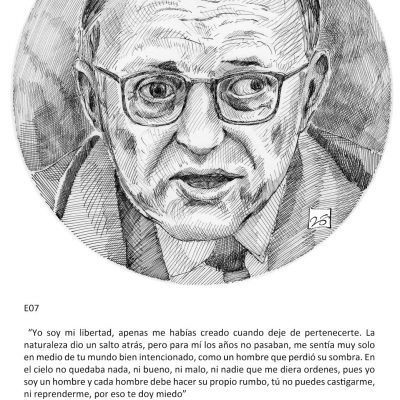 25
E07
"Yo soy mi libertad, apenas me habías creado cuando deje de pertenecerte. La
naturaleza dio un salto atrás, pero para mí los años no pasaban, me sentía muy solo
en medio de tu mundo bien intencionado, como un hombre que perdió su sombra. En
el cielo no quedaba nada, ni bueno, ni malo, ni nadie que me diera ordenes, pues yo
soy un hombre y cada hombre debe hacer su propio rumbo, tú no puedes castigarme,
ni reprenderme, por eso te doy miedo"